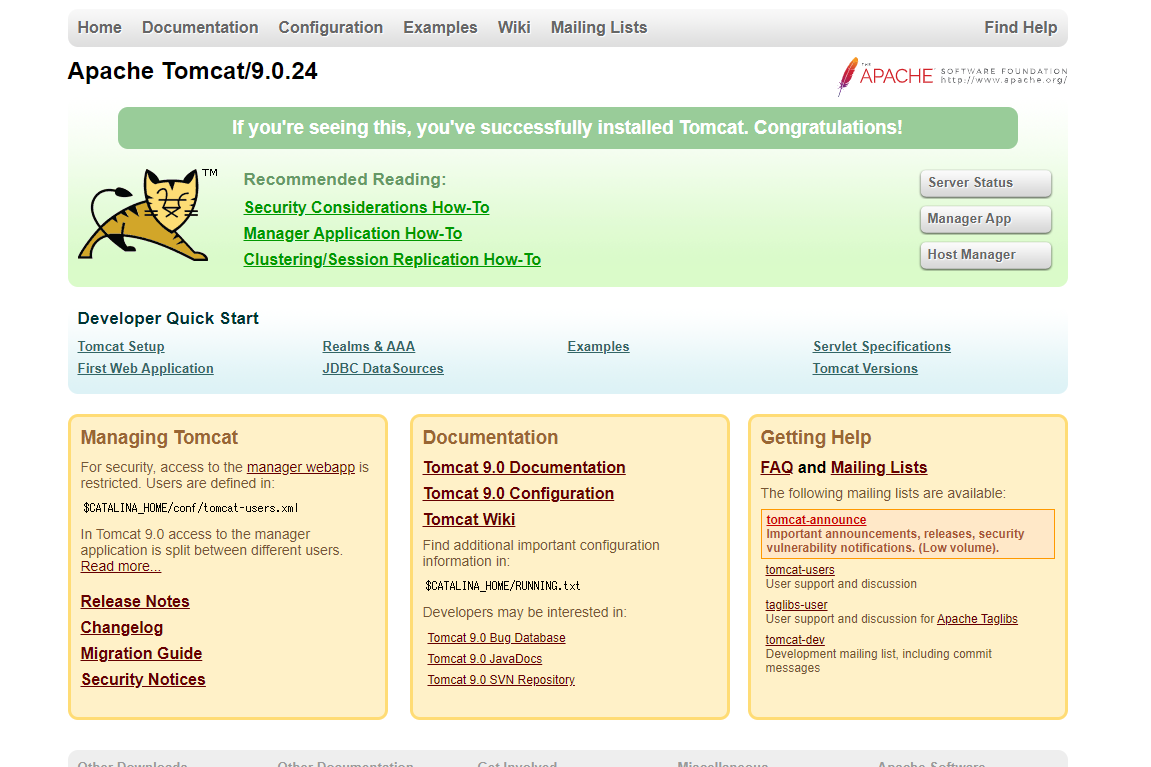 Home Documentation Configuration Examples Wiki Mailing Lists Find Help
Apache Tomcat/9.0.24
THE APACHE SOFTWARE FOUNDATION
http://www.apache.org/
If you're seeing this, you've successfully installed Tomcat. Congratulations!
TM
Recommended Reading:
Security Considerations How-To
Manager Application How-To
Clustering/Session Replication How-To
Server Status
Manager App
Host Manager
Developer Quick Start
Tomcat Setup
First Web Application
Realms & AAA
JDBC DataSources
Examples
Servlet Specifications
Tomcat Versions
Managing Tomcat
For security, access to the manager webapp is
restricted. Users are defined in:
$CATALINA_HOME/conf/tomcat-users.xml
In Tomcat 9.0 access to the manager
application is split between different users.
Read more...
Release Notes
Changelog
Migration Guide
Security Notices
Documentation
Tomcat 9.0 Documentation
Tomcat 9.0 Configuration
Tomcat Wiki
Find additional important configuration
information in:
$CATALINA_HOME/RUNNING.txt
Developers may be interested in:
Tomcat 9.0 Bug Database
Tomcat 9.0 JavaDocs
Tomcat 9.0 SVN Repository
Getting Help
FAQ and Mailing Lists
The following mailing lists are available:
tomcat-announce
Important announcements, releases, security
vulnerability notifications. (Low volume).
tomcat-users
User support and discussion
taglibs-user
User support and discussion for Apache Taglibs
tomcat-dev
Development mailing list, including commit
messages
Other Downloads Other Documentation Get Involved Miscellaneous Apache Software